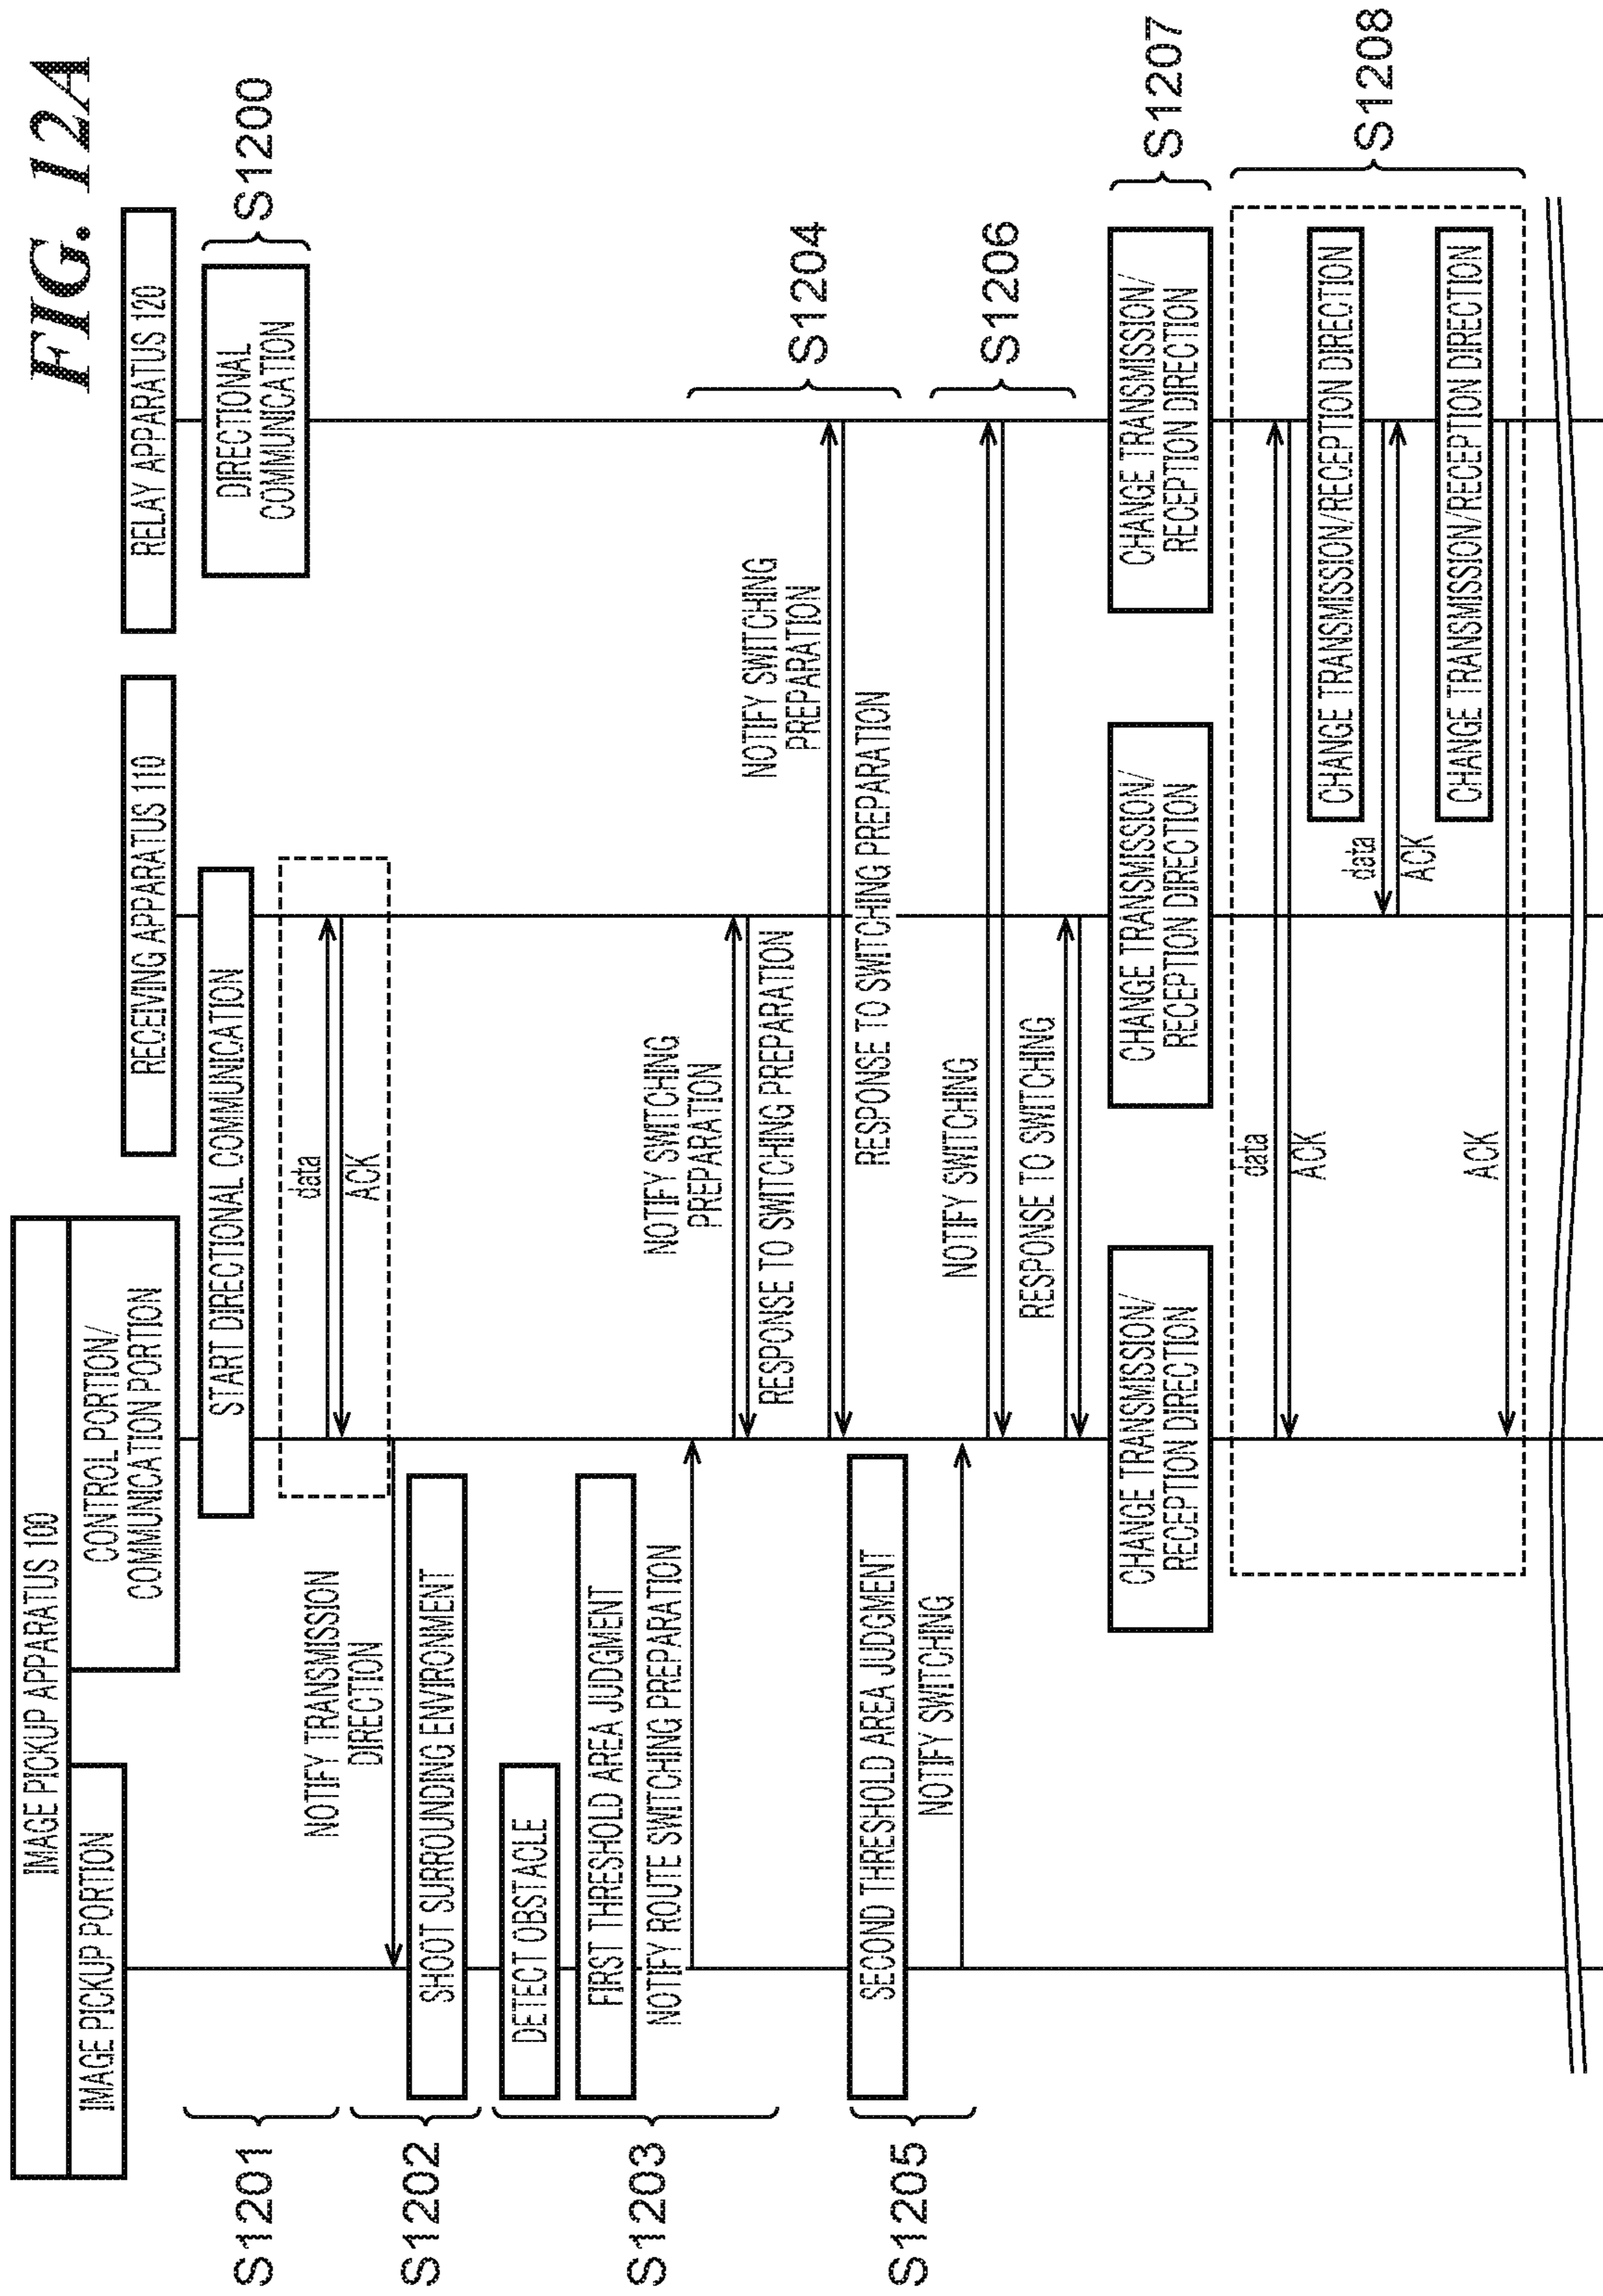 FIG. 12A
IMAGE PICKUP APPARATUS 100
IMAGE PICKUP PORTION
CONTROL PORTION/
COMMUNICATION PORTION
RECEIVING APPARATUS 110
RELAY APPARATUS 120
S1201
START DIRECTIONAL COMMUNICATION
DIRECTIONAL
COMMUNICATION
S1200
data
ACK
NOTIFY TRANSMISSION
DIRECTION
S1202
SHOOT SURROUNDING ENVIRONMENT
S1203
DETECT OBSTACLE
FIRST THRESHOLD AREA JUDGMENT
NOTIFY ROUTE SWITCHING PREPARATION
NOTIFY SWITCHING
PREPARATION
RESPONSE TO SWITCHING PREPARATION
NOTIFY SWITCHING
PREPARATION
RESPONSE TO SWITCHING PREPARATION
S1204
S1205
SECOND THRESHOLD AREA JUDGMENT
NOTIFY SWITCHING
NOTIFY SWITCHING
RESPONSE TO SWITCHING
S1206
CHANGE TRANSMISSION/
RECEPTION DIRECTION
CHANGE TRANSMISSION/
RECEPTION DIRECTION
CHANGE TRANSMISSION/
RECEPTION DIRECTION
S1207
data
ACK
CHANGE TRANSMISSION/RECEPTION DIRECTION
data
ACK
CHANGE TRANSMISSION/RECEPTION DIRECTION
ACK
S1208